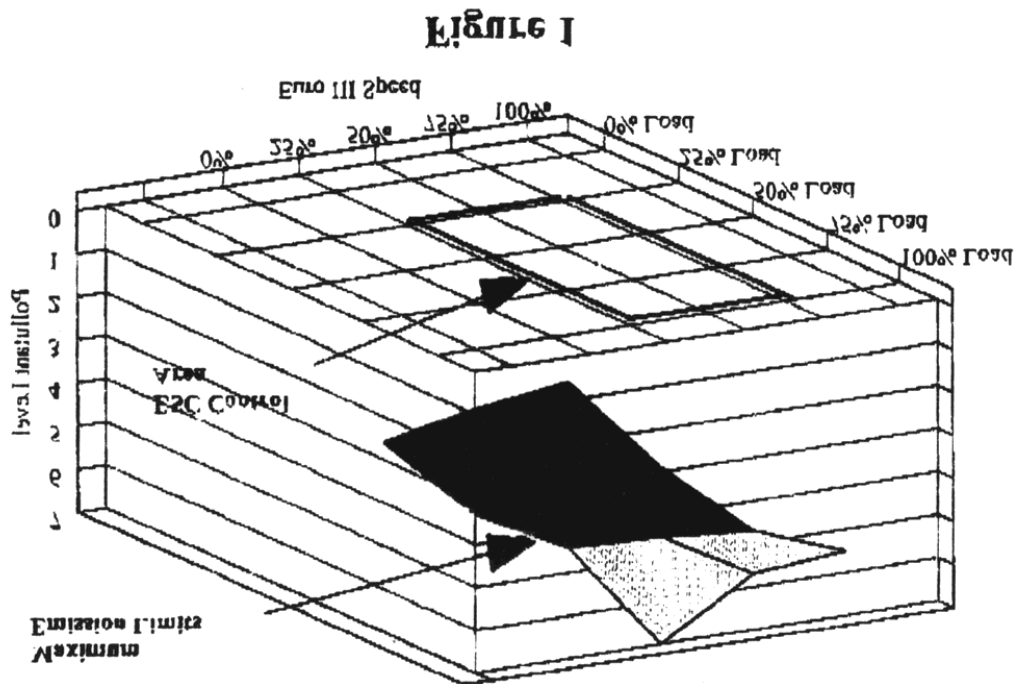 Maximum
Emission Limits
ESC Control
Area
Pollutant Level
7
6
5
4
3
2
1
0
100% Load
75% Load
50% Load
25% Load
0% Load
0%
25%
50%
75%
100%
Euro III Speed
Figure 1